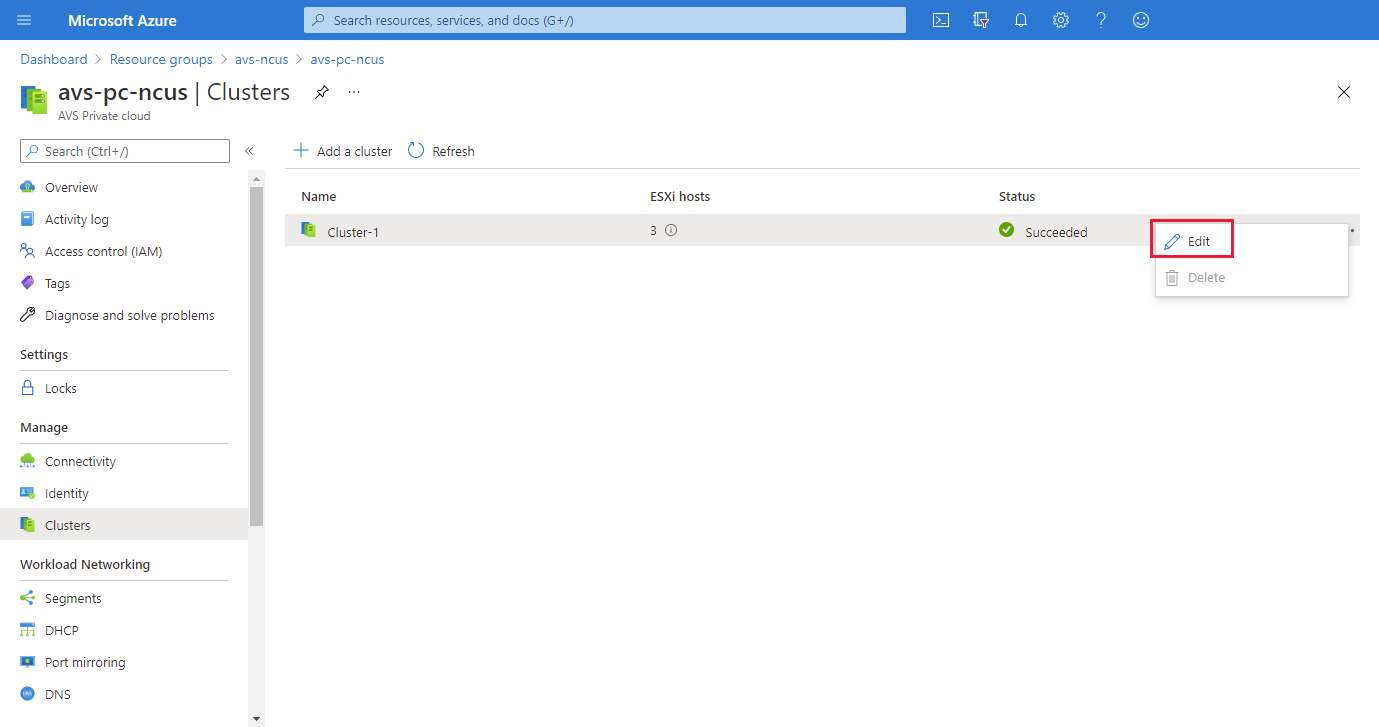 Microsoft Azure
Search resources, services, and docs (G+/)
Dashboard > Resource groups > avs-ncus > avs-pc-ncus
avs-pc-ncus | Clusters
AVS Private cloud
Search (Ctrl+/)
Overview
Activity log
Access control (IAM)
Tags
Diagnose and solve problems
Settings
Locks
Manage
Connectivity
Identity
Clusters
Workload Networking
Segments
DHCP
Port mirroring
DNS
Add a cluster
Refresh
Name ESXi hosts Status
Cluster-1 3 Succeeded
Edit
Delete